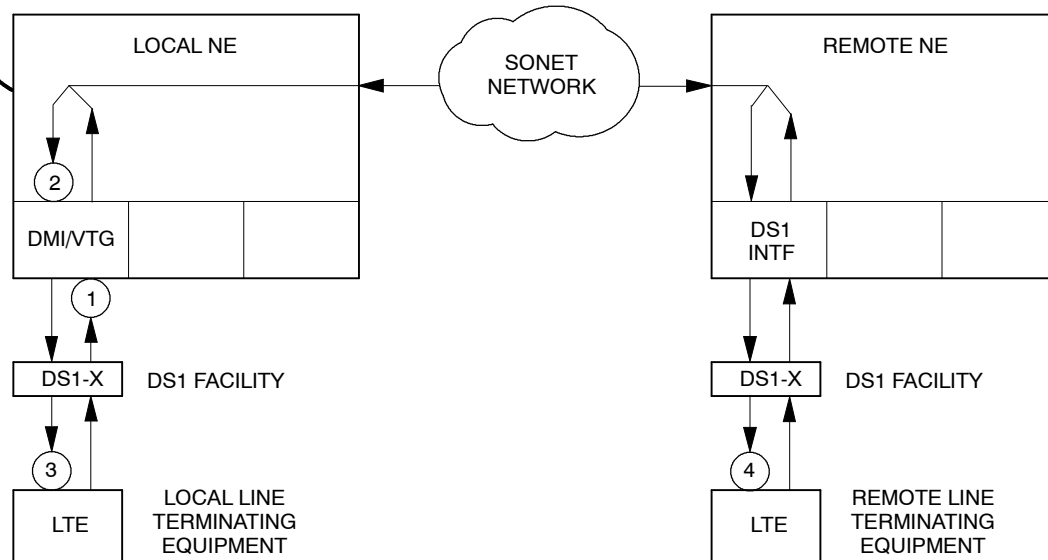 LOCAL NE
SONET
NETWORK
REMOTE NE
2
DMI/VTG
DS1
INTF
1
DS1-X
DS1 FACILITY
DS1-X
DS1 FACILITY
3
4
LTE
LOCAL LINE
TERMINATING
EQUIPMENT
LTE
REMOTE LINE
TERMINATING
EQUIPMENT